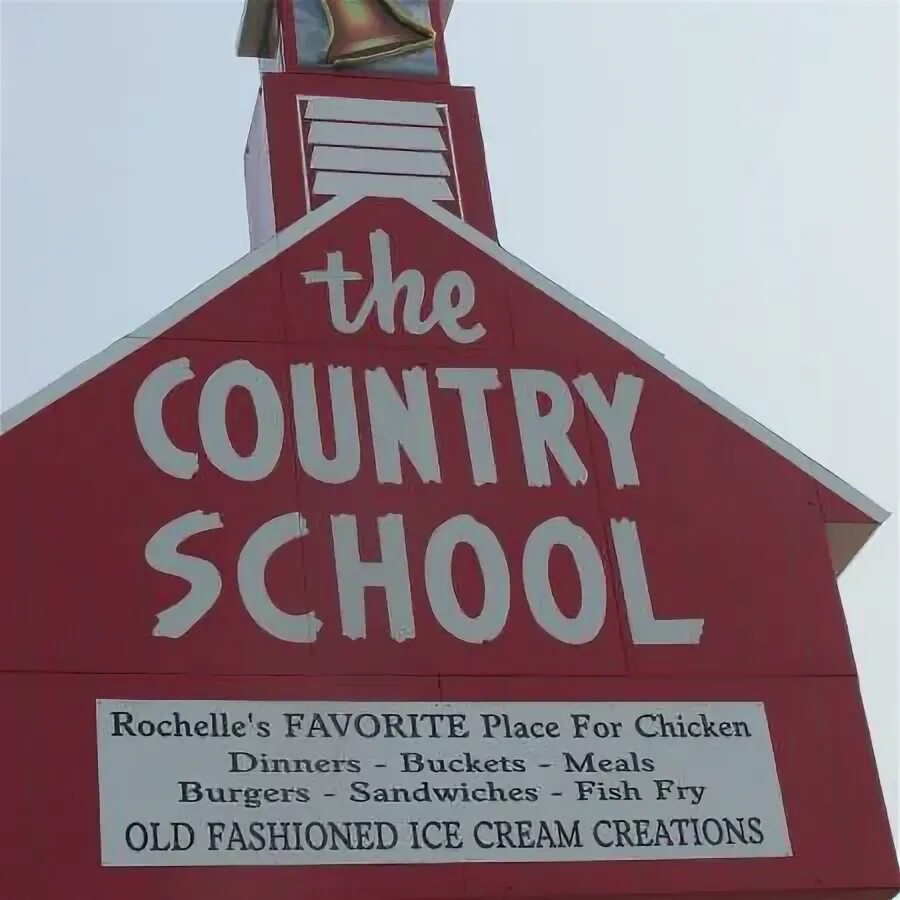 the
COUNTRY
SCHOOL
Rochelle's FAVORITE Place For Chicken
Dinners - Buckets - Meals
Burgers - Sandwiches - Fish Fry
OLD FASHIONED ICE CREAM CREATIONS